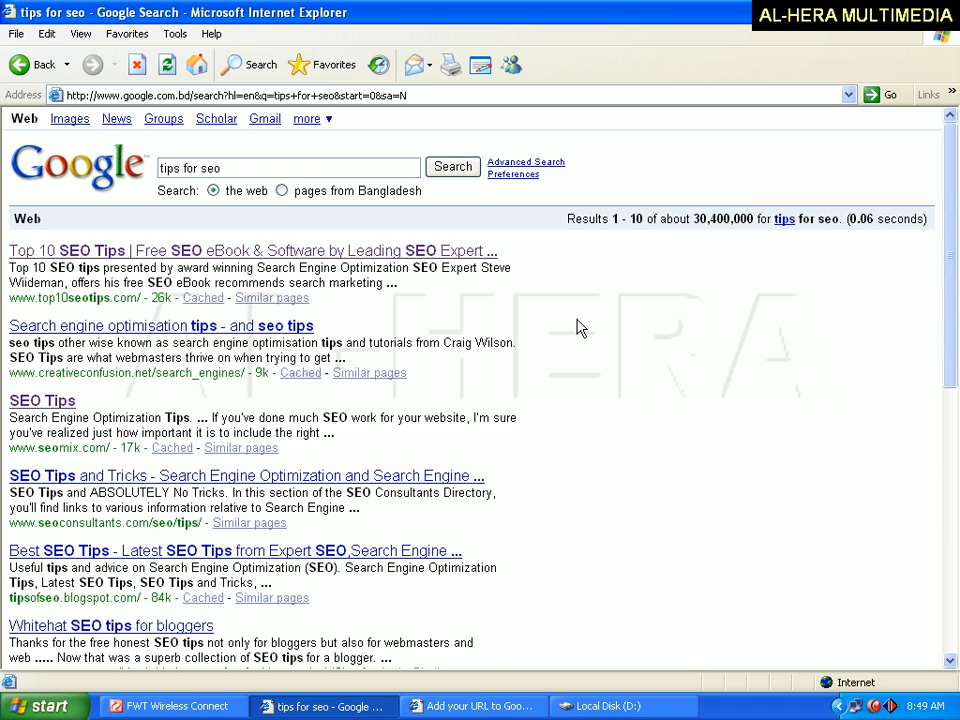 tips for seo - Google Search - Microsoft Internet Explorer
AL-HERA MULTIMEDIA
File Edit View Favorites Tools Help
Back Search Favorites
Address http://www.google.com.bd/search?hl=en&q=tips+for+seo&start=0&sa=N Go Links »
Web Images News Groups Scholar Gmail more ▼
Google™ tips for seo Search Advanced Search
Preferences
Search: the web pages from Bangladesh
Web Results 1 - 10 of about 30,400,000 for tips for seo. (0.06 seconds)
Top 10 SEO Tips | Free SEO eBook & Software by Leading SEO Expert ...
Top 10 SEO tips presented by award winning Search Engine Optimization SEO Expert Steve
Wiideman, offers his free SEO eBook recommends search marketing ...
www.top10seotips.com/ - 26k - Cached - Similar pages
Search engine optimisation tips - and seo tips
seo tips other wise known as search engine optimisation tips and tutorials from Craig Wilson.
SEO Tips are what webmasters thrive on when trying to get ...
www.creativeconfusion.net/search_engines/ - 9k - Cached - Similar pages
AL-HERA
SEO Tips
Search Engine Optimization Tips. ... If you've done much SEO work for your website, I'm sure
you've realized just how important it is to include the right ...
www.seomix.com/ - 17k - Cached - Similar pages
SEO Tips and Tricks - Search Engine Optimization and Search Engine ...
SEO Tips and ABSOLUTELY No Tricks. In this section of the SEO Consultants Directory,
you'll find links to various information relative to Search Engine ...
www.seoconsultants.com/seo/tips/ - Similar pages
Best SEO Tips - Latest SEO Tips from Expert SEO,Search Engine ...
Useful tips and advice on Search Engine Optimization (SEO). Search Engine Optimization
Tips, Latest SEO Tips, SEO Tips and Tricks, ...
tipsofseo.blogspot.com/ - 84k - Cached - Similar pages
Whitehat SEO tips for bloggers
Thanks for the free honest SEO tips not only for bloggers but also for webmasters and
web ..... Now that was a superb collection of SEO tips for a blogger. ...
Internet
start FWT Wireless Connect tips for seo - Google ... Add your URL to Goo... Local Disk (D:) 8:49 AM